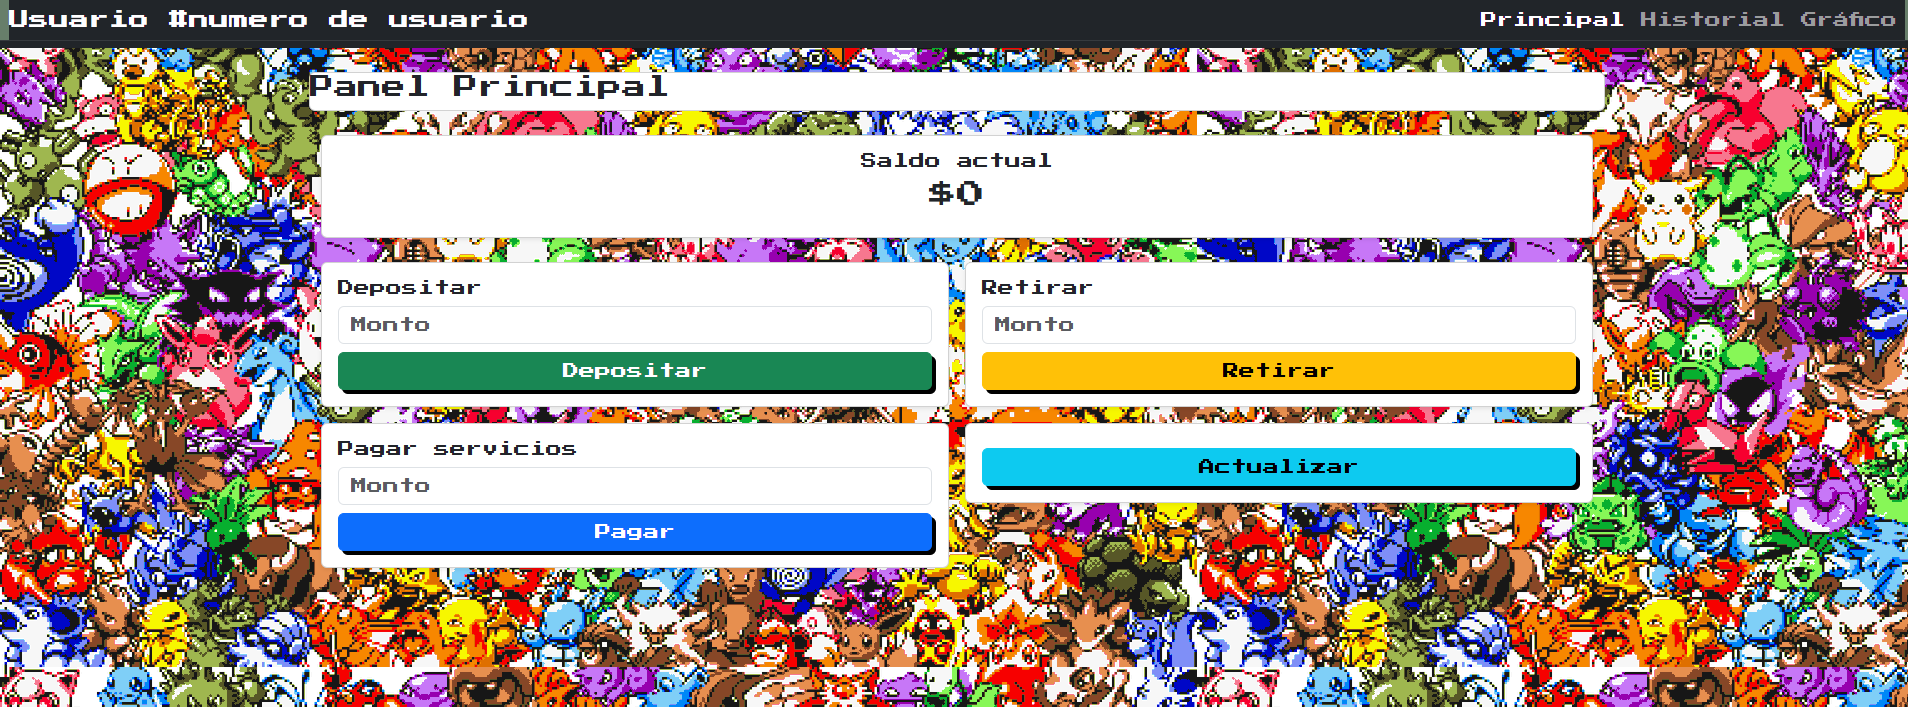 Usuario #numero de usuario
Principal Historial Gráfico
Panel Principal
Saldo actual
$0
Depositar
Monto
Depositar
Retirar
Monto
Retirar
Pagar servicios
Monto
Pagar
Actualizar